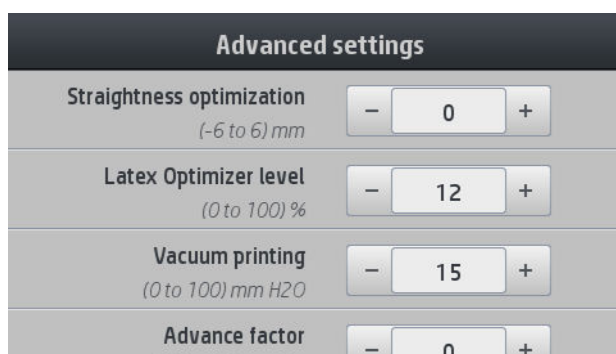 Advanced settings
Straightness optimization
− 0 +
(-6 to 6) mm
Latex Optimizer level
− 12 +
(0 to 100) %
Vacuum printing
− 15 +
(0 to 100) mm H2O
Advance factor
− 0 +